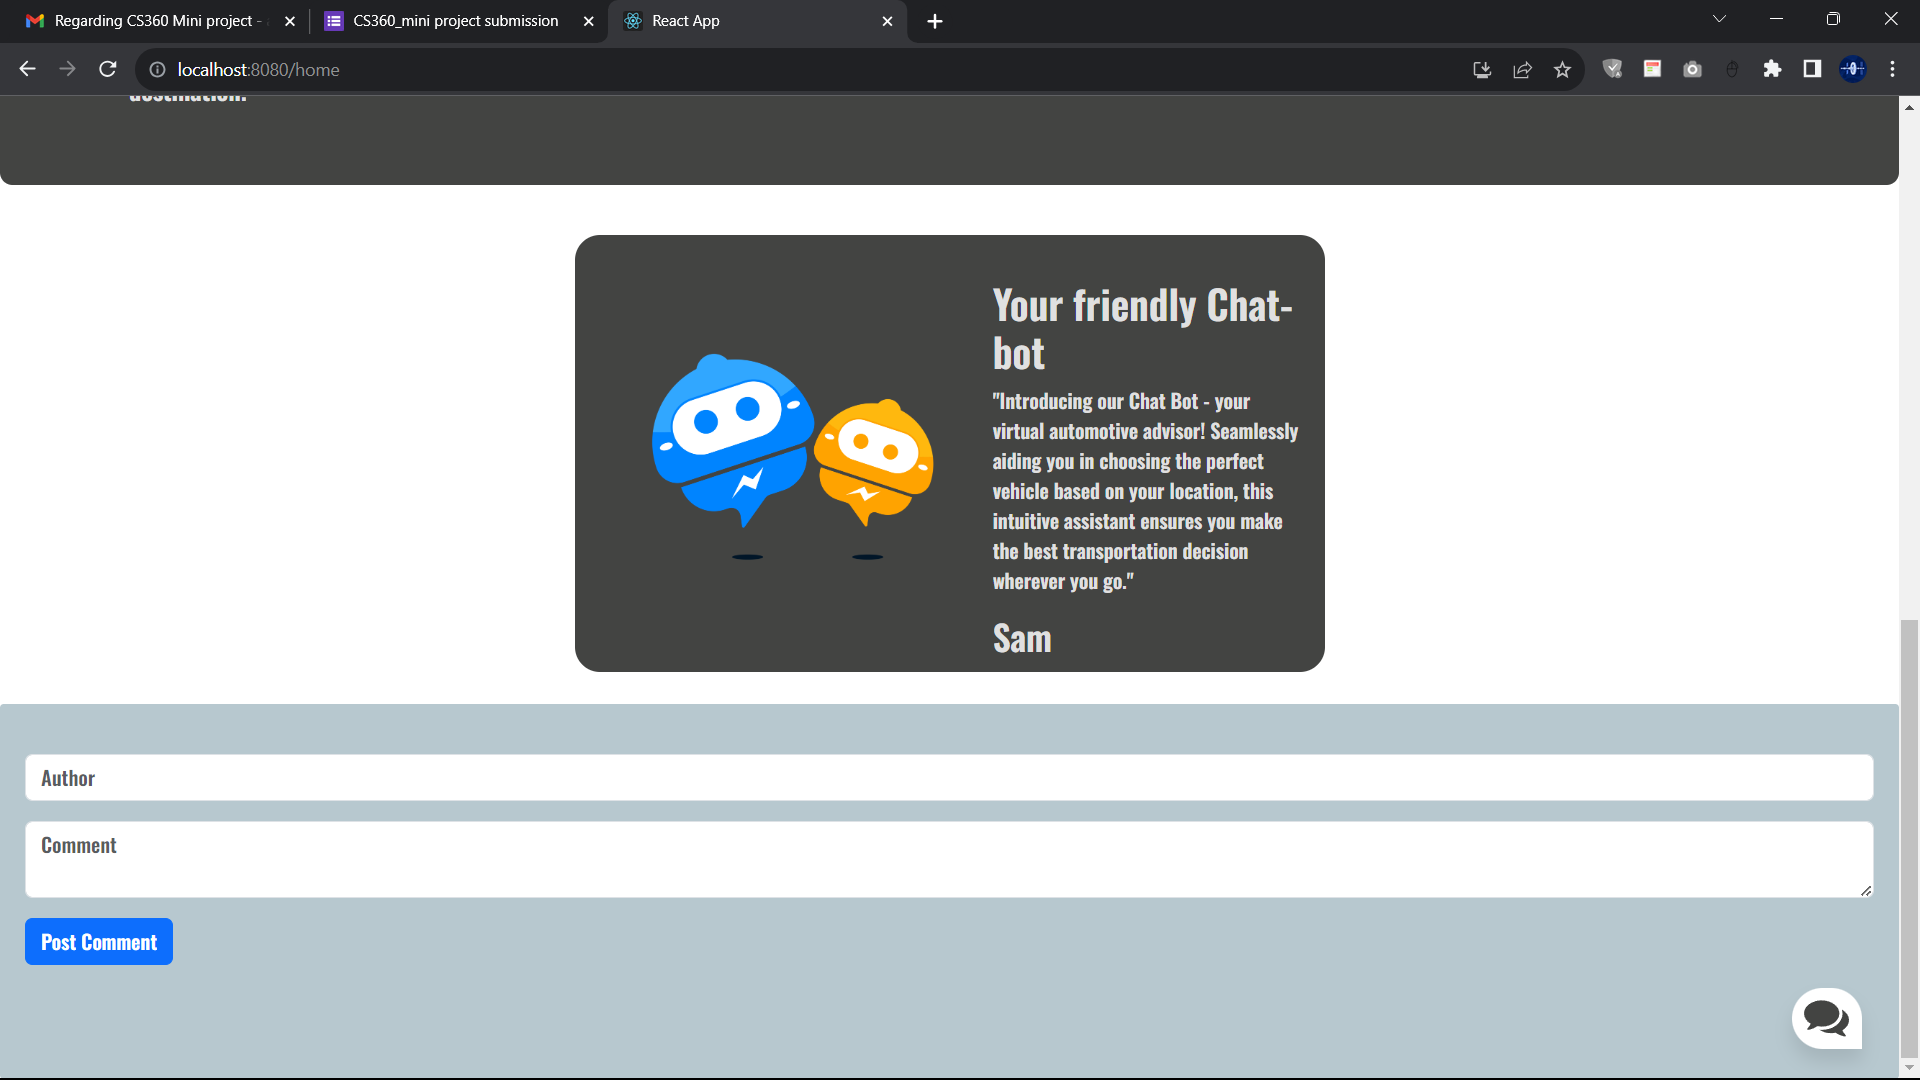 Regarding CS360 Mini project -
CS360_mini project submission
React App
localhost:8080/home
destination.
Your friendly Chat-
bot
"Introducing our Chat Bot - your
virtual automotive advisor! Seamlessly
aiding you in choosing the perfect
vehicle based on your location, this
intuitive assistant ensures you make
the best transportation decision
wherever you go."
Sam
Author
Comment
Post Comment